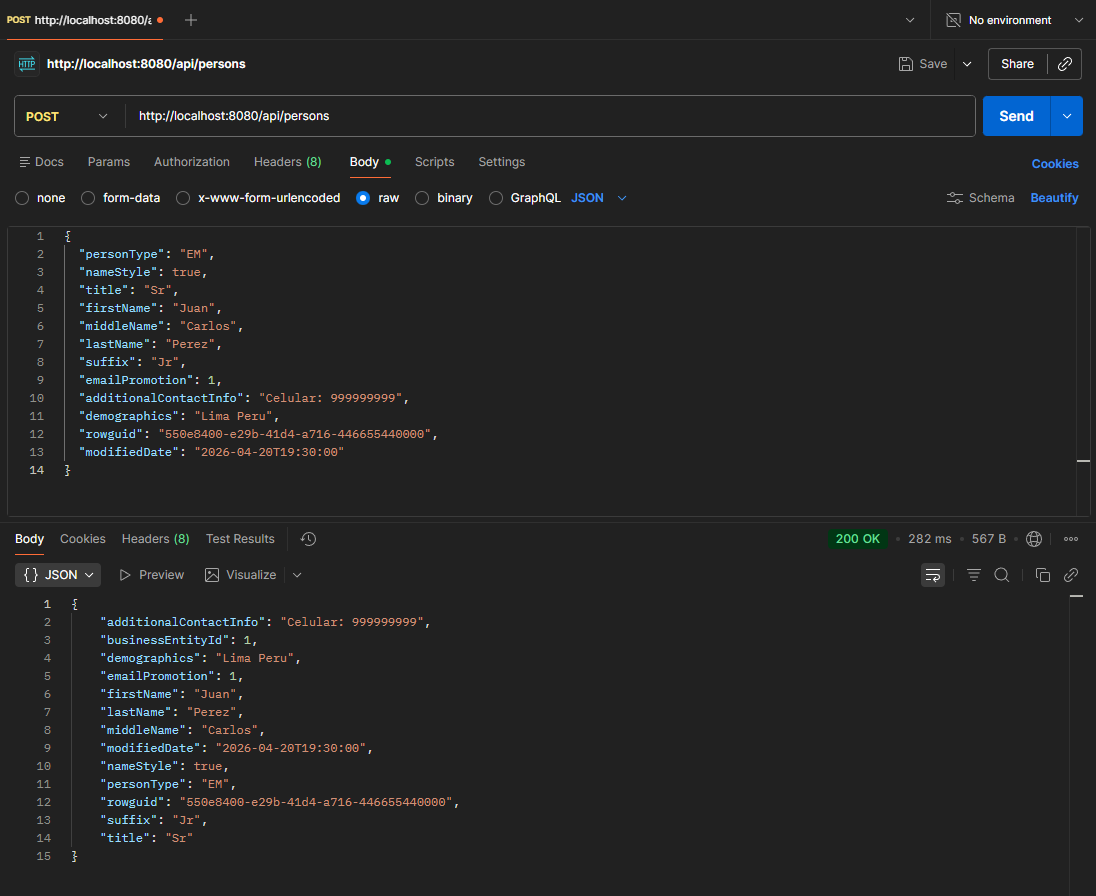 POST http://localhost:8080/a
No environment
HTTP http://localhost:8080/api/persons
Save
Share
POST http://localhost:8080/api/persons
Send
Docs Params Authorization Headers (8) Body Scripts Settings
Cookies
none form-data x-www-form-urlencoded raw binary GraphQL JSON
Schema Beautify
1 {
2 "personType": "EM",
3 "nameStyle": true,
4 "title": "Sr",
5 "firstName": "Juan",
6 "middleName": "Carlos",
7 "lastName": "Perez",
8 "suffix": "Jr",
9 "emailPromotion": 1,
10 "additionalContactInfo": "Celular: 999999999",
11 "demographics": "Lima Peru",
12 "rowguid": "550e8400-e29b-41d4-a716-446655440000",
13 "modifiedDate": "2026-04-20T19:30:00"
14 }
Body Cookies Headers (8) Test Results
200 OK 282 ms 567 B
{} JSON Preview Visualize
1 {
2 "additionalContactInfo": "Celular: 999999999",
3 "businessEntityId": 1,
4 "demographics": "Lima Peru",
5 "emailPromotion": 1,
6 "firstName": "Juan",
7 "lastName": "Perez",
8 "middleName": "Carlos",
9 "modifiedDate": "2026-04-20T19:30:00",
10 "nameStyle": true,
11 "personType": "EM",
12 "rowguid": "550e8400-e29b-41d4-a716-446655440000",
13 "suffix": "Jr",
14 "title": "Sr"
15 }